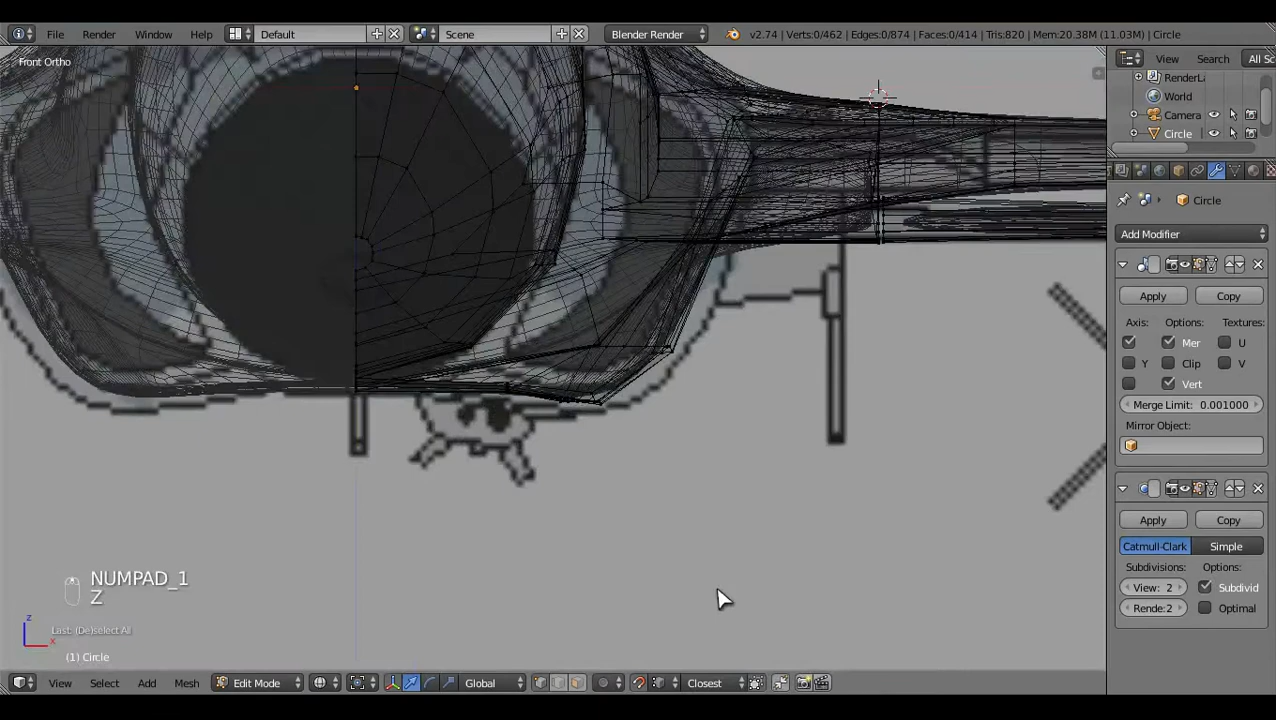 File Render Window Help Default Scene Blender Render v2.74 | Verts:0/462 | Edges:0/874 | Faces:0/414 | Tris:820 | Mem:20.38M (11.03M) | Circle
Front Ortho
View Search All Sc
RenderLa
World
Camera
Circle
Circle
Add Modifier
Apply Copy
Axis: Options: Textures:
Mer U
Y Clip V
Vert
Merge Limit: 0.001000
Mirror Object:
Apply Copy
Catmull-Clark Simple
Subdivisions: Options:
View: 2 Subdivid
Rende:2 Optimal
NUMPAD_1
Z
Last: (De)select All
z
x
(1) Circle
View Select Add Mesh Edit Mode Global Closest